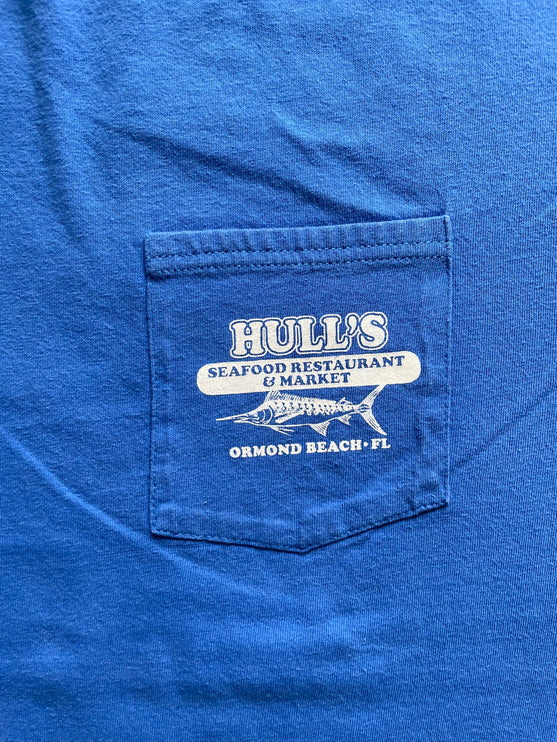 HULL'S
SEAFOOD RESTAURANT
& MARKET
ORMOND BEACH • FL